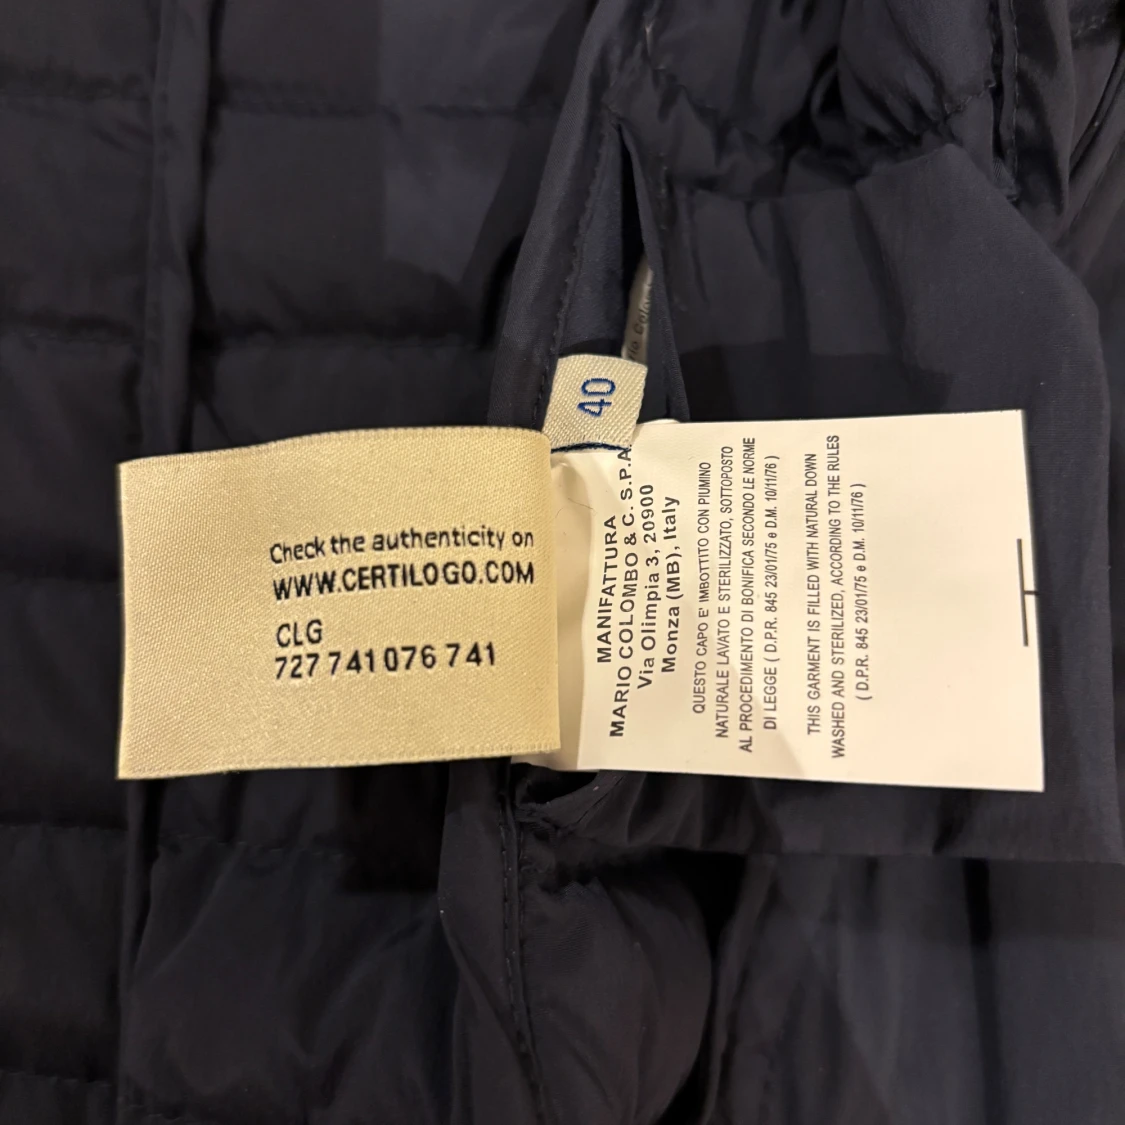 Check the authenticity on
WWW.CERTILOGO.COM
CLG
727 741 076 741
40
MANIFATTURA
MARIO COLOMBO & C. S.P.A.
Via Olimpia 3, 20900
Monza (MB), Italy
QUESTO CAPO E' IMBOTTITO CON PIUMINO
NATURALE LAVATO E STERILIZZATO, SOTTOPOSTO
AL PROCEDIMENTO DI BONIFICA SECONDO LE NORME
DI LEGGE ( D.P.R. 845 23/01/75 e D.M. 10/11/76 )
THIS GARMENT IS FILLED WITH NATURAL DOWN
WASHED AND STERILIZED, ACCORDING TO THE RULES
( D.P.R. 845 23/01/75 e D.M. 10/11/76 )